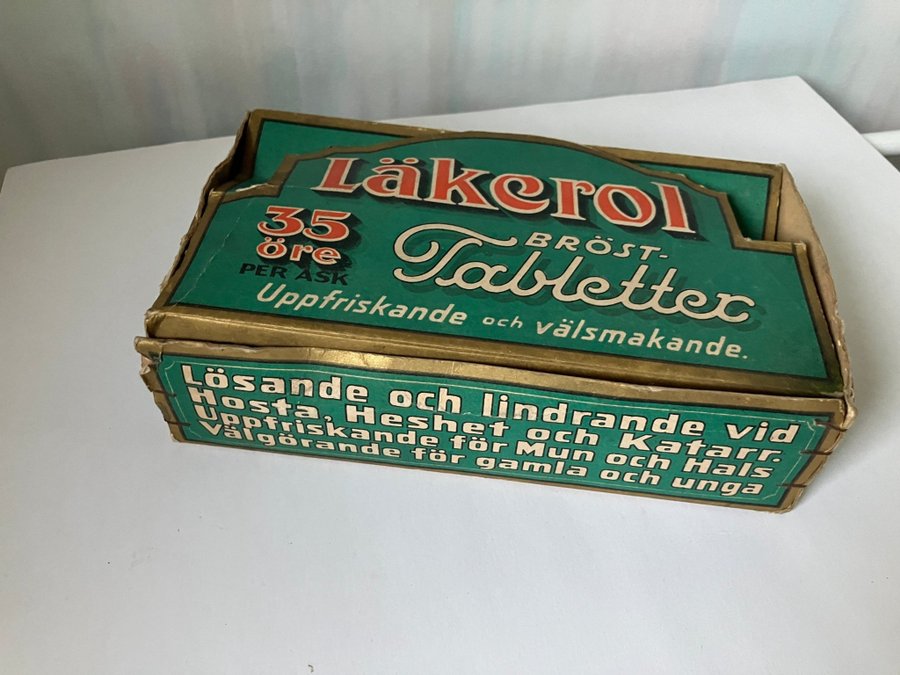 Läkerol
35
öre
PER ASK
BRÖST-
Tabletter
Uppfriskande och välsmakande.
Lösande och lindrande vid
Hosta, Heshet och Katarr.
Uppfriskande för Mun och Hals
Välgörande för gamla och unga